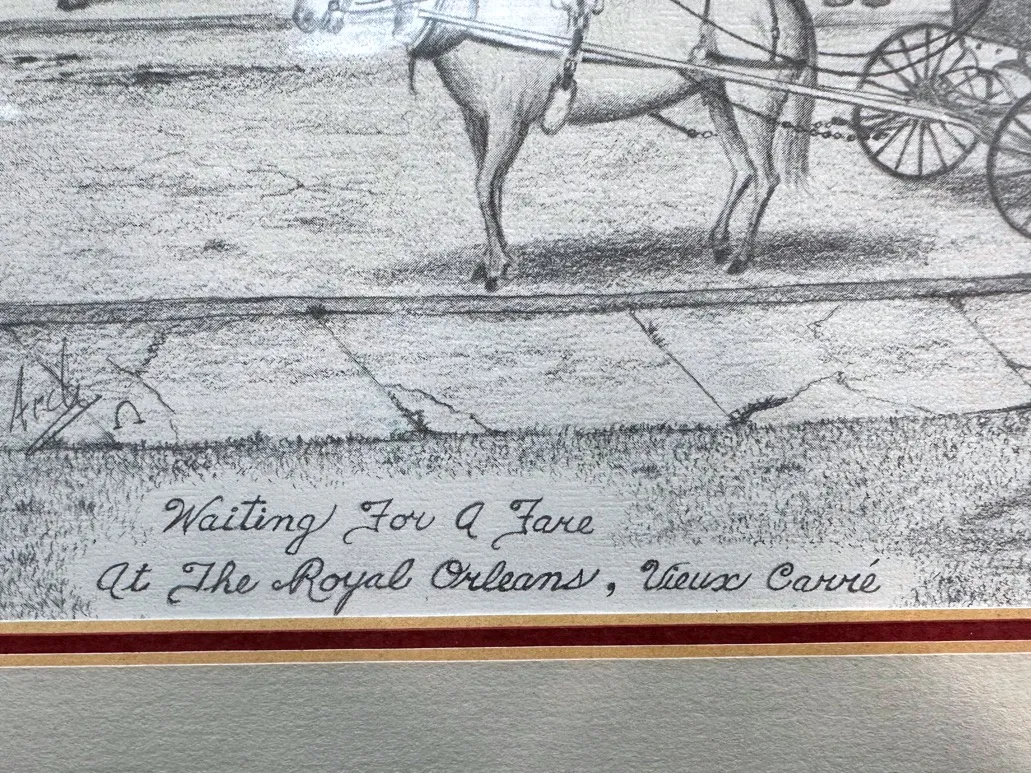 Waiting For A Fare
At The Royal Orleans, Vieux Carré